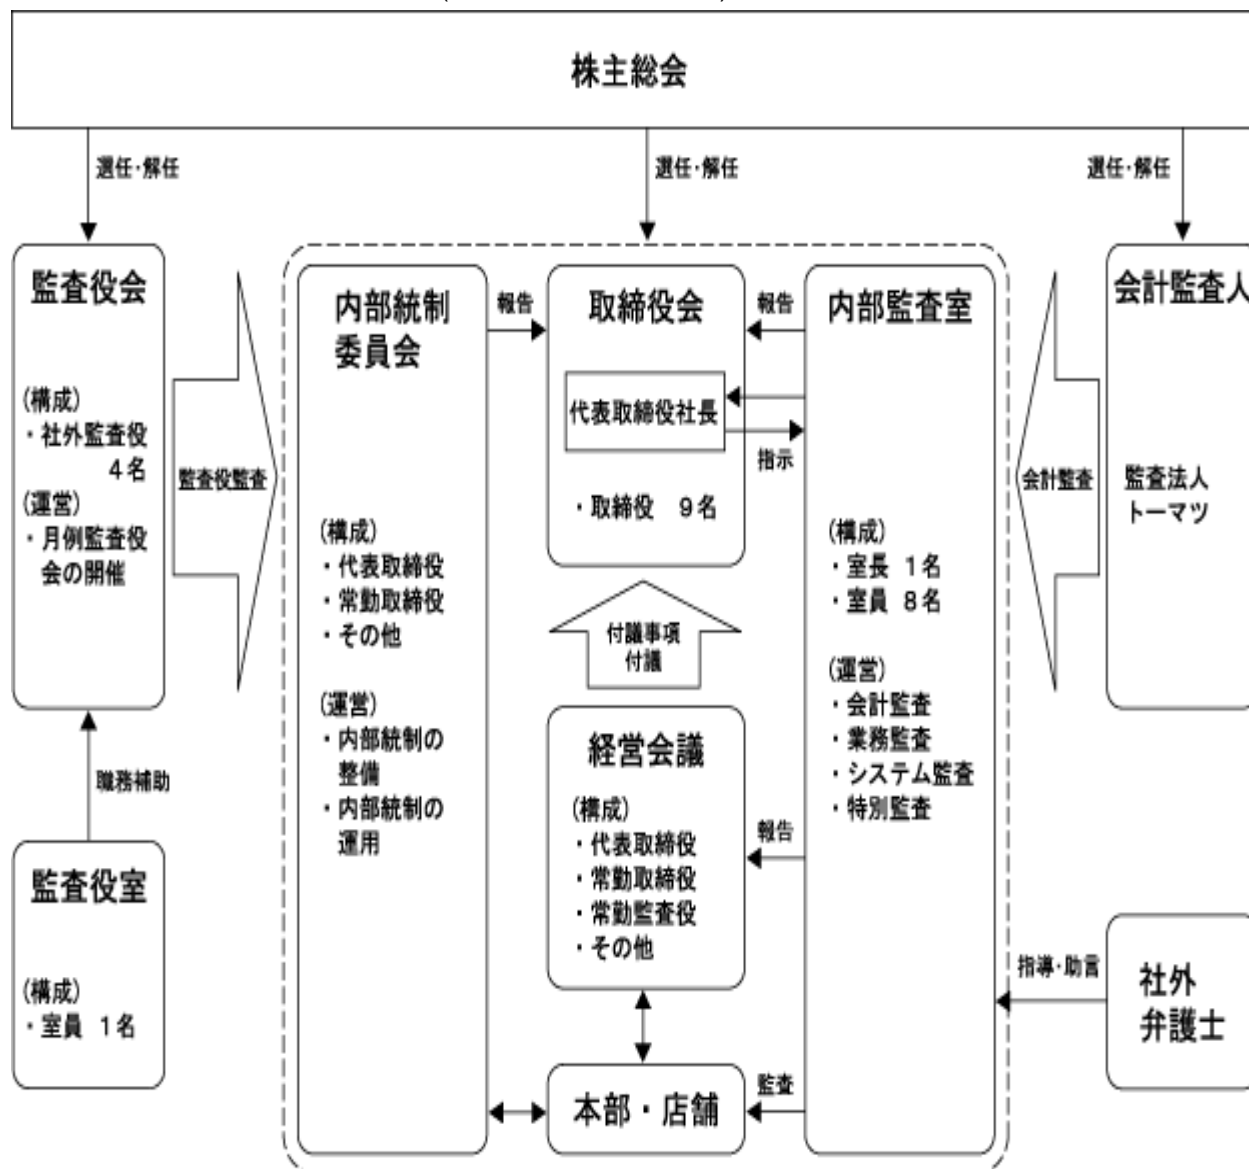 株主総会
選任・解任
選任・解任
選任・解任
監査役会
(構成)
・社外監査役
4名
(運営)
・月例監査役
会の開催
監査役監査
職務補助
監査役室
(構成)
・室員 1名
内部統制
委員会
(構成)
・代表取締役
・常勤取締役
・その他
(運営)
・内部統制の
整備
・内部統制の
運用
報告
取締役会
代表取締役社長
・取締役 9名
報告
指示
付議事項
付議
経営会議
(構成)
・代表取締役
・常勤取締役
・常勤監査役
・その他
報告
本部・店舗
監査
内部監査室
(構成)
・室長 1名
・室員 8名
(運営)
・会計監査
・業務監査
・システム監査
・特別監査
会計監査
会計監査人
監査法人
トーマツ
指導・助言
社外
弁護士